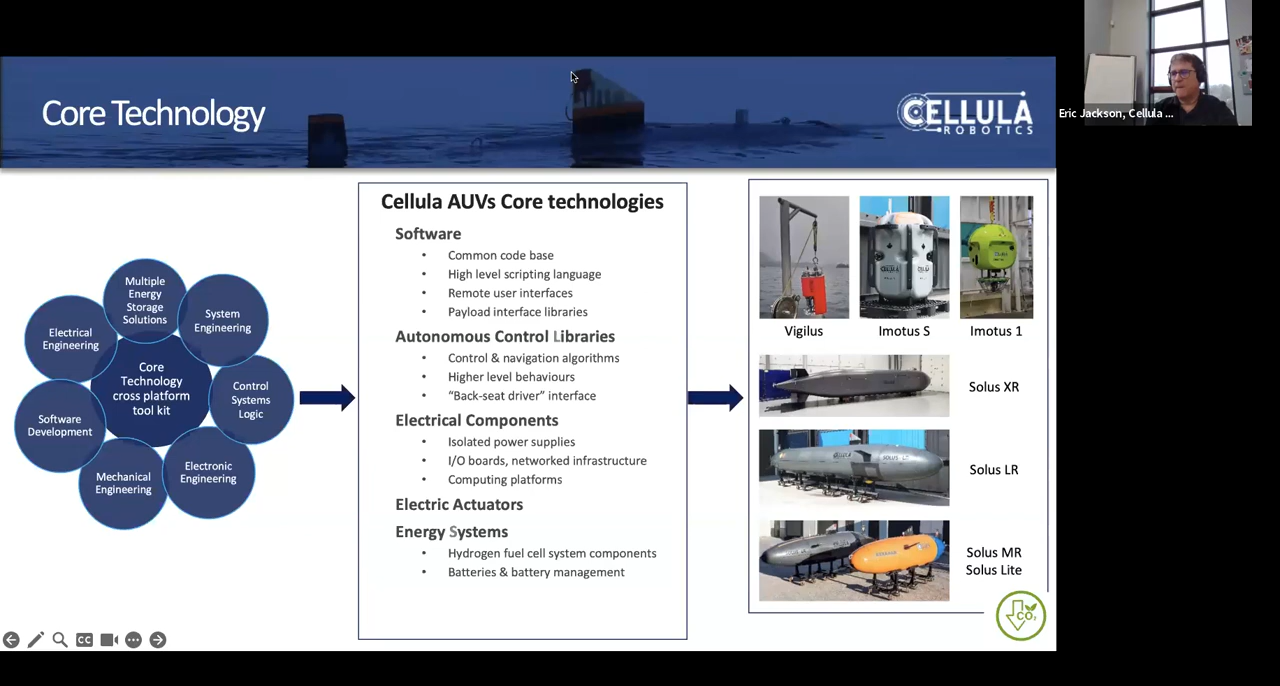 Core Technology
CELLULA
ROBOTICS
Eric Jackson, Cellula ...
Multiple
Energy
Storage
Solutions
System
Engineering
Electrical
Engineering
Core
Technology
cross platform
tool kit
Control
Systems
Logic
Software
Development
Mechanical
Engineering
Electronic
Engineering
Cellula AUVs Core technologies
Software
• Common code base
• High level scripting language
• Remote user interfaces
• Payload interface libraries
Autonomous Control Libraries
• Control & navigation algorithms
• Higher level behaviours
• “Back-seat driver” interface
Electrical Components
• Isolated power supplies
• I/O boards, networked infrastructure
• Computing platforms
Electric Actuators
Energy Systems
• Hydrogen fuel cell system components
• Batteries & battery management
Vigilus
Imotus S
Imotus 1
Solus XR
Solus LR
Solus MR
Solus Lite
CO₂
CC